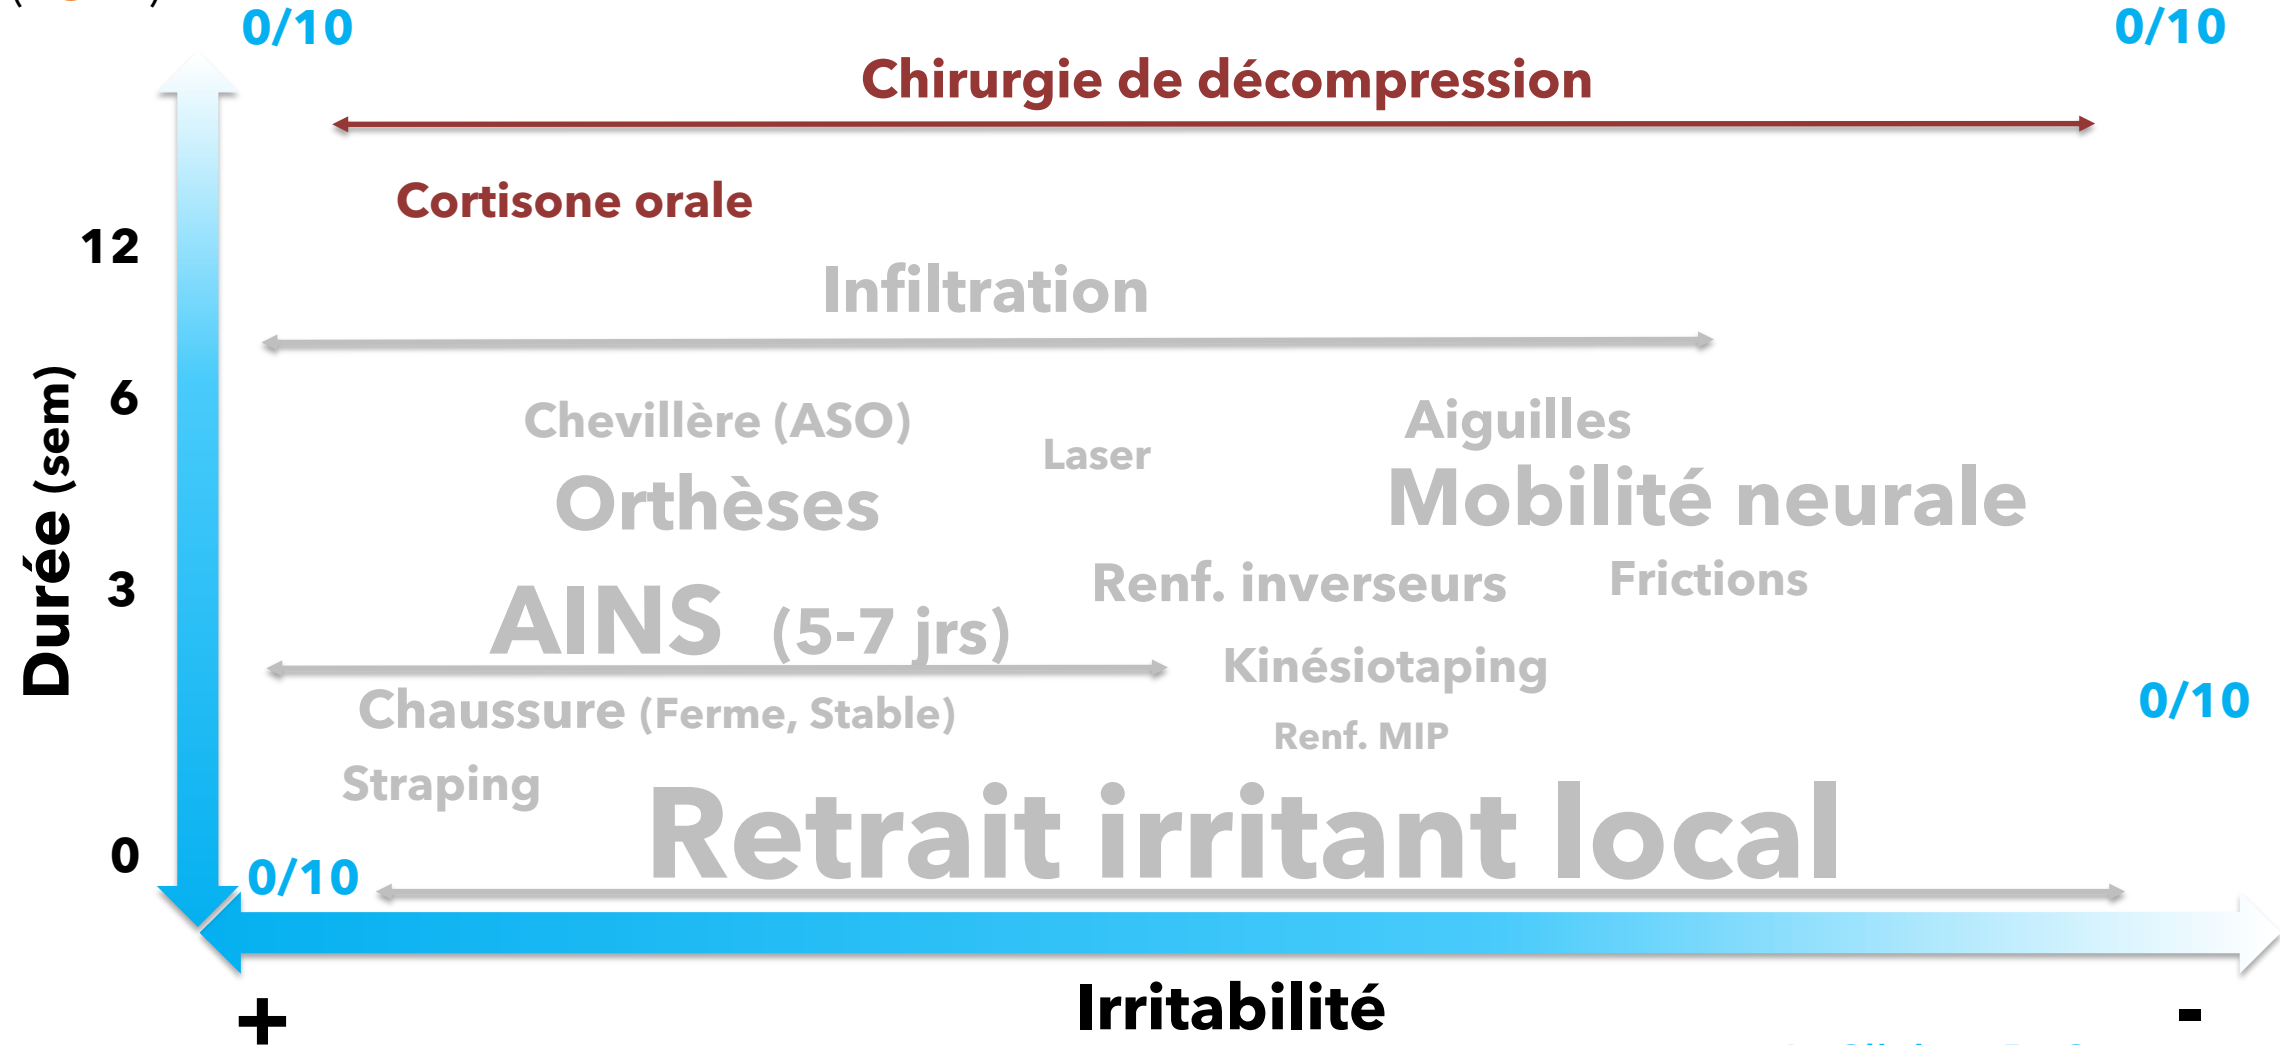 0/10 0/10
Chirurgie de décompression
Cortisone orale
12
Infiltration
6
Chevillère (ASO)
Aiguilles
Laser
Orthèses
Mobilité neurale
Durée (sem)
3
Renf. inverseurs
Frictions
AINS (5-7 jrs)
Kinésiotaping
Chaussure (Ferme, Stable)
0/10
Renf. MIP
Straping
Retrait irritant local
0
0/10
+ Irritabilité -